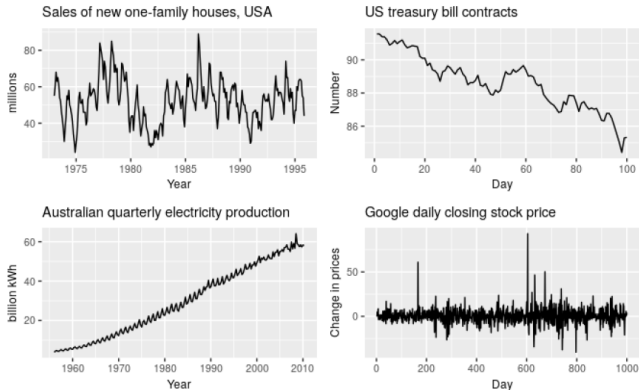 Sales of new one-family houses, USA
millions
80
60
40
1975 1980 1985 1990 1995
Year
US treasury bill contracts
Number
90
88
86
0 20 40 60 80 100
Day
Australian quarterly electricity production
billion kWh
60
40
20
1960 1970 1980 1990 2000 2010
Year
Google daily closing stock price
Change in prices
50
0
0 200 400 600 800 1000
Day